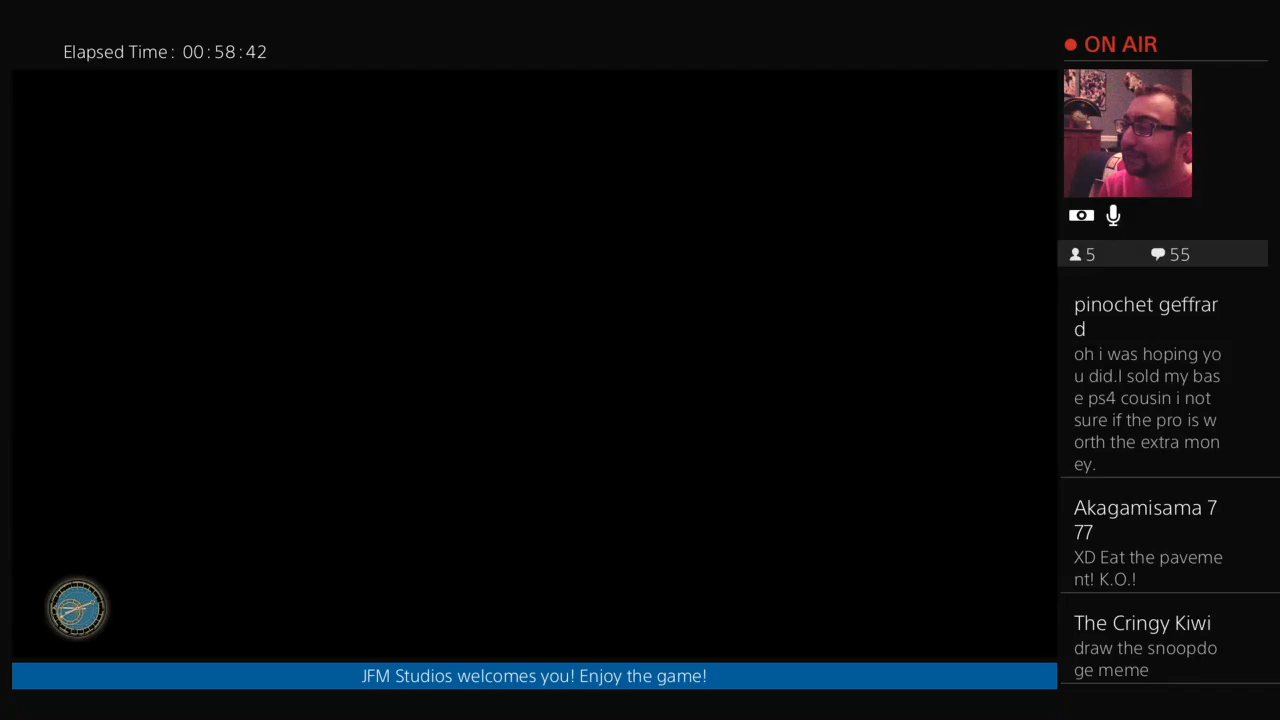 Elapsed Time: 00:58:42
ON AIR
5 55
pinochet geffrar
d
oh i was hoping yo
u did.I sold my bas
e ps4 cousin i not
sure if the pro is w
orth the extra mon
ey.
Akagamisama 7
77
XD Eat the paveme
nt! K.O.!
The Cringy Kiwi
draw the snoopdo
ge meme
JFM Studios welcomes you! Enjoy the game!